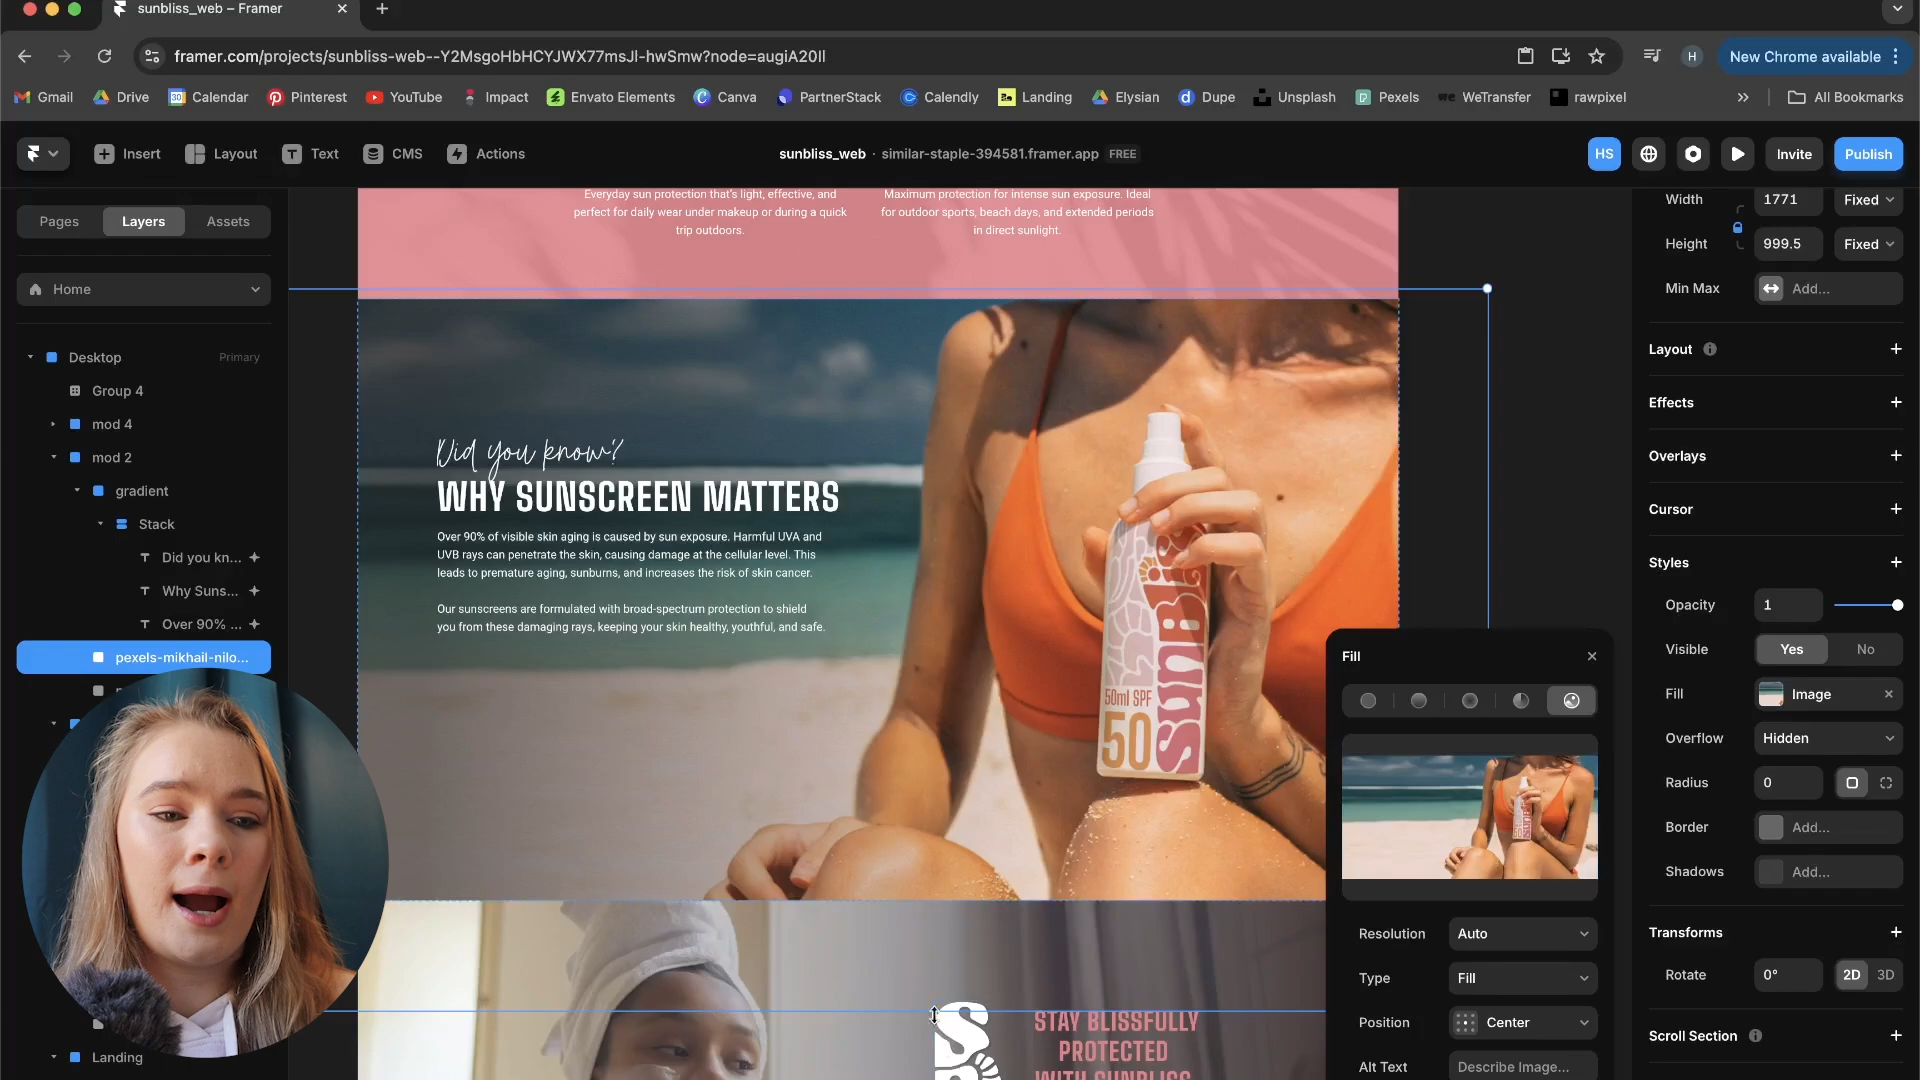 sunbliss_web – Framer
framer.com/projects/sunbliss-web--Y2MsgoHbHCYJWX77msJl-hwSmw?node=augiA20Il
H
New Chrome available
Gmail
Drive
Calendar
Pinterest
YouTube
Impact
Envato Elements
Canva
PartnerStack
Calendly
Landing
Elysian
Dupe
Unsplash
Pexels
WeTransfer
rawpixel
All Bookmarks
Insert
Layout
Text
CMS
Actions
sunbliss_web · similar-staple-394581.framer.app FREE
HS
Invite
Publish
Pages
Layers
Assets
Home
Desktop Primary
Group 4
mod 4
mod 2
gradient
Stack
Did you kn...
Why Suns...
Over 90% ...
pexels-mikhail-nilo...
Landing
Everyday sun protection that's light, effective, and
perfect for daily wear under makeup or during a quick
trip outdoors.
Maximum protection for intense sun exposure. Ideal
for outdoor sports, beach days, and extended periods
in direct sunlight.
Did you know?
WHY SUNSCREEN MATTERS
Over 90% of visible skin aging is caused by sun exposure. Harmful UVA and
UVB rays can penetrate the skin, causing damage at the cellular level. This
leads to premature aging, sunburns, and increases the risk of skin cancer.
Our sunscreens are formulated with broad-spectrum protection to shield
you from these damaging rays, keeping your skin healthy, youthful, and safe.
SunBliss
50ml SPF
50
STAY BLISSFULLY
PROTECTED
WITH SUNBLISS
Fill
Resolution Auto
Type Fill
Position Center
Alt Text Describe Image...
Width 1771 Fixed
Height 999.5 Fixed
Min Max Add...
Layout
Effects
Overlays
Cursor
Styles
Opacity 1
Visible Yes No
Fill Image
Overflow Hidden
Radius 0
Border Add...
Shadows Add...
Transforms
Rotate 0° 2D 3D
Scroll Section